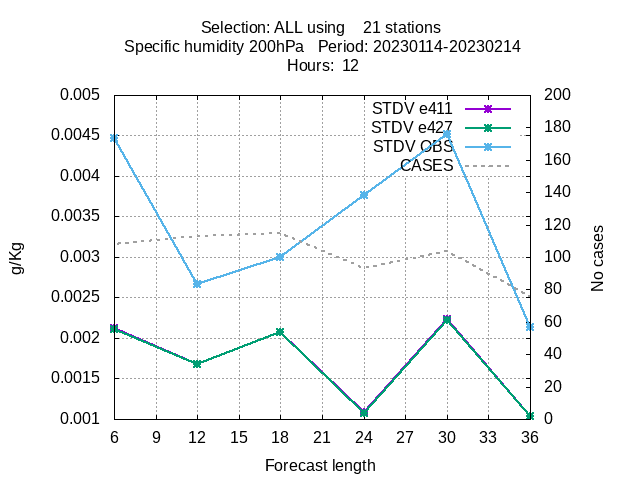 Selection: ALL using    21 stations
Specific humidity 200hPa   Period: 20230114-20230214
Hours:  12
0.005
0.0045
0.004
0.0035
0.003
0.0025
0.002
0.0015
0.001
g/Kg
STDV e411
STDV e427
STDV OBS
CASES
200
180
160
140
120
100
80
60
40
20
0
No cases
6 9 12 15 18 21 24 27 30 33 36
Forecast length